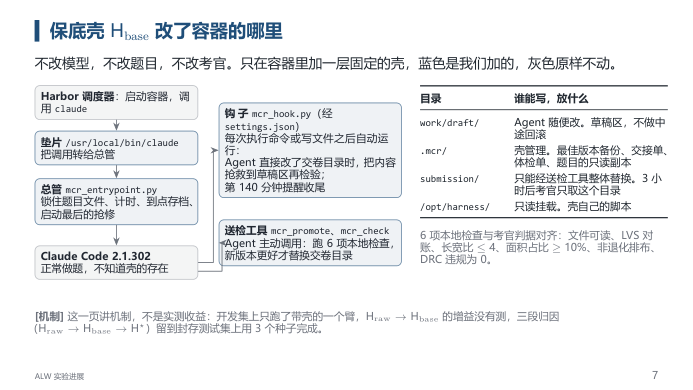 保底壳 H_base 改了容器的哪里
不改模型，不改题目，不改考官。只在容器里加一层固定的壳，蓝色是我们加的，灰色原样不动。
Harbor 调度器：启动容器，调
用 claude
垫片 /usr/local/bin/claude
把调用转给总管
总管 mcr_entrypoint.py
锁住题目文件、计时、到点存档、
启动最后的抢修
Claude Code 2.1.302
正常做题，不知道壳的存在
钩子 mcr_hook.py（经
settings.json）
每次执行命令或写文件之后自动运
行：
Agent 直接改了交卷目录时，把内容
抢救到草稿区再检验；
第 140 分钟提醒收尾
送检工具 mcr_promote、mcr_check
Agent 主动调用：跑 6 项本地检查，
新版本更好才替换交卷目录
目录 谁能写，放什么
work/draft/ Agent 随便改。草稿区，不做中
途回滚
.mcr/ 壳管理。最佳版本备份、交接单、
体检单、题目的只读副本
submission/ 只能经送检工具整体替换。3 小
时后考官只取这个目录
/opt/harness/ 只读挂载。壳自己的脚本
6 项本地检查与考官判据对齐：文件可读、LVS 对
账、长宽比 ≤ 4、面积占比 ≥ 10%、非退化排布、
DRC 违规为 0。
[机制] 这一页讲机制，不是实测收益：开发集上只跑了带壳的一个臂，H_raw → H_base 的增益没有测，三段归因
(H_raw → H_base → H*）留到封存测试集上用 3 个种子完成。
ALW 实验进展
7